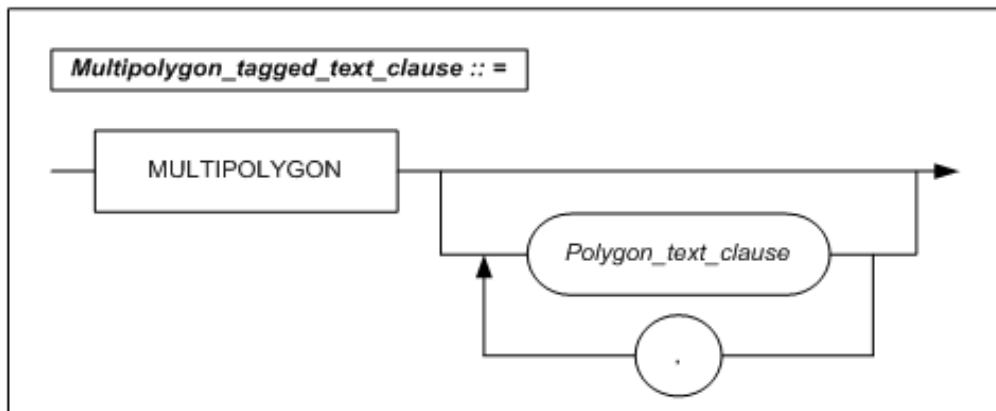 Multipolygon_tagged_text_clause :: =
MULTIPOLYGON
Polygon_text_clause
,